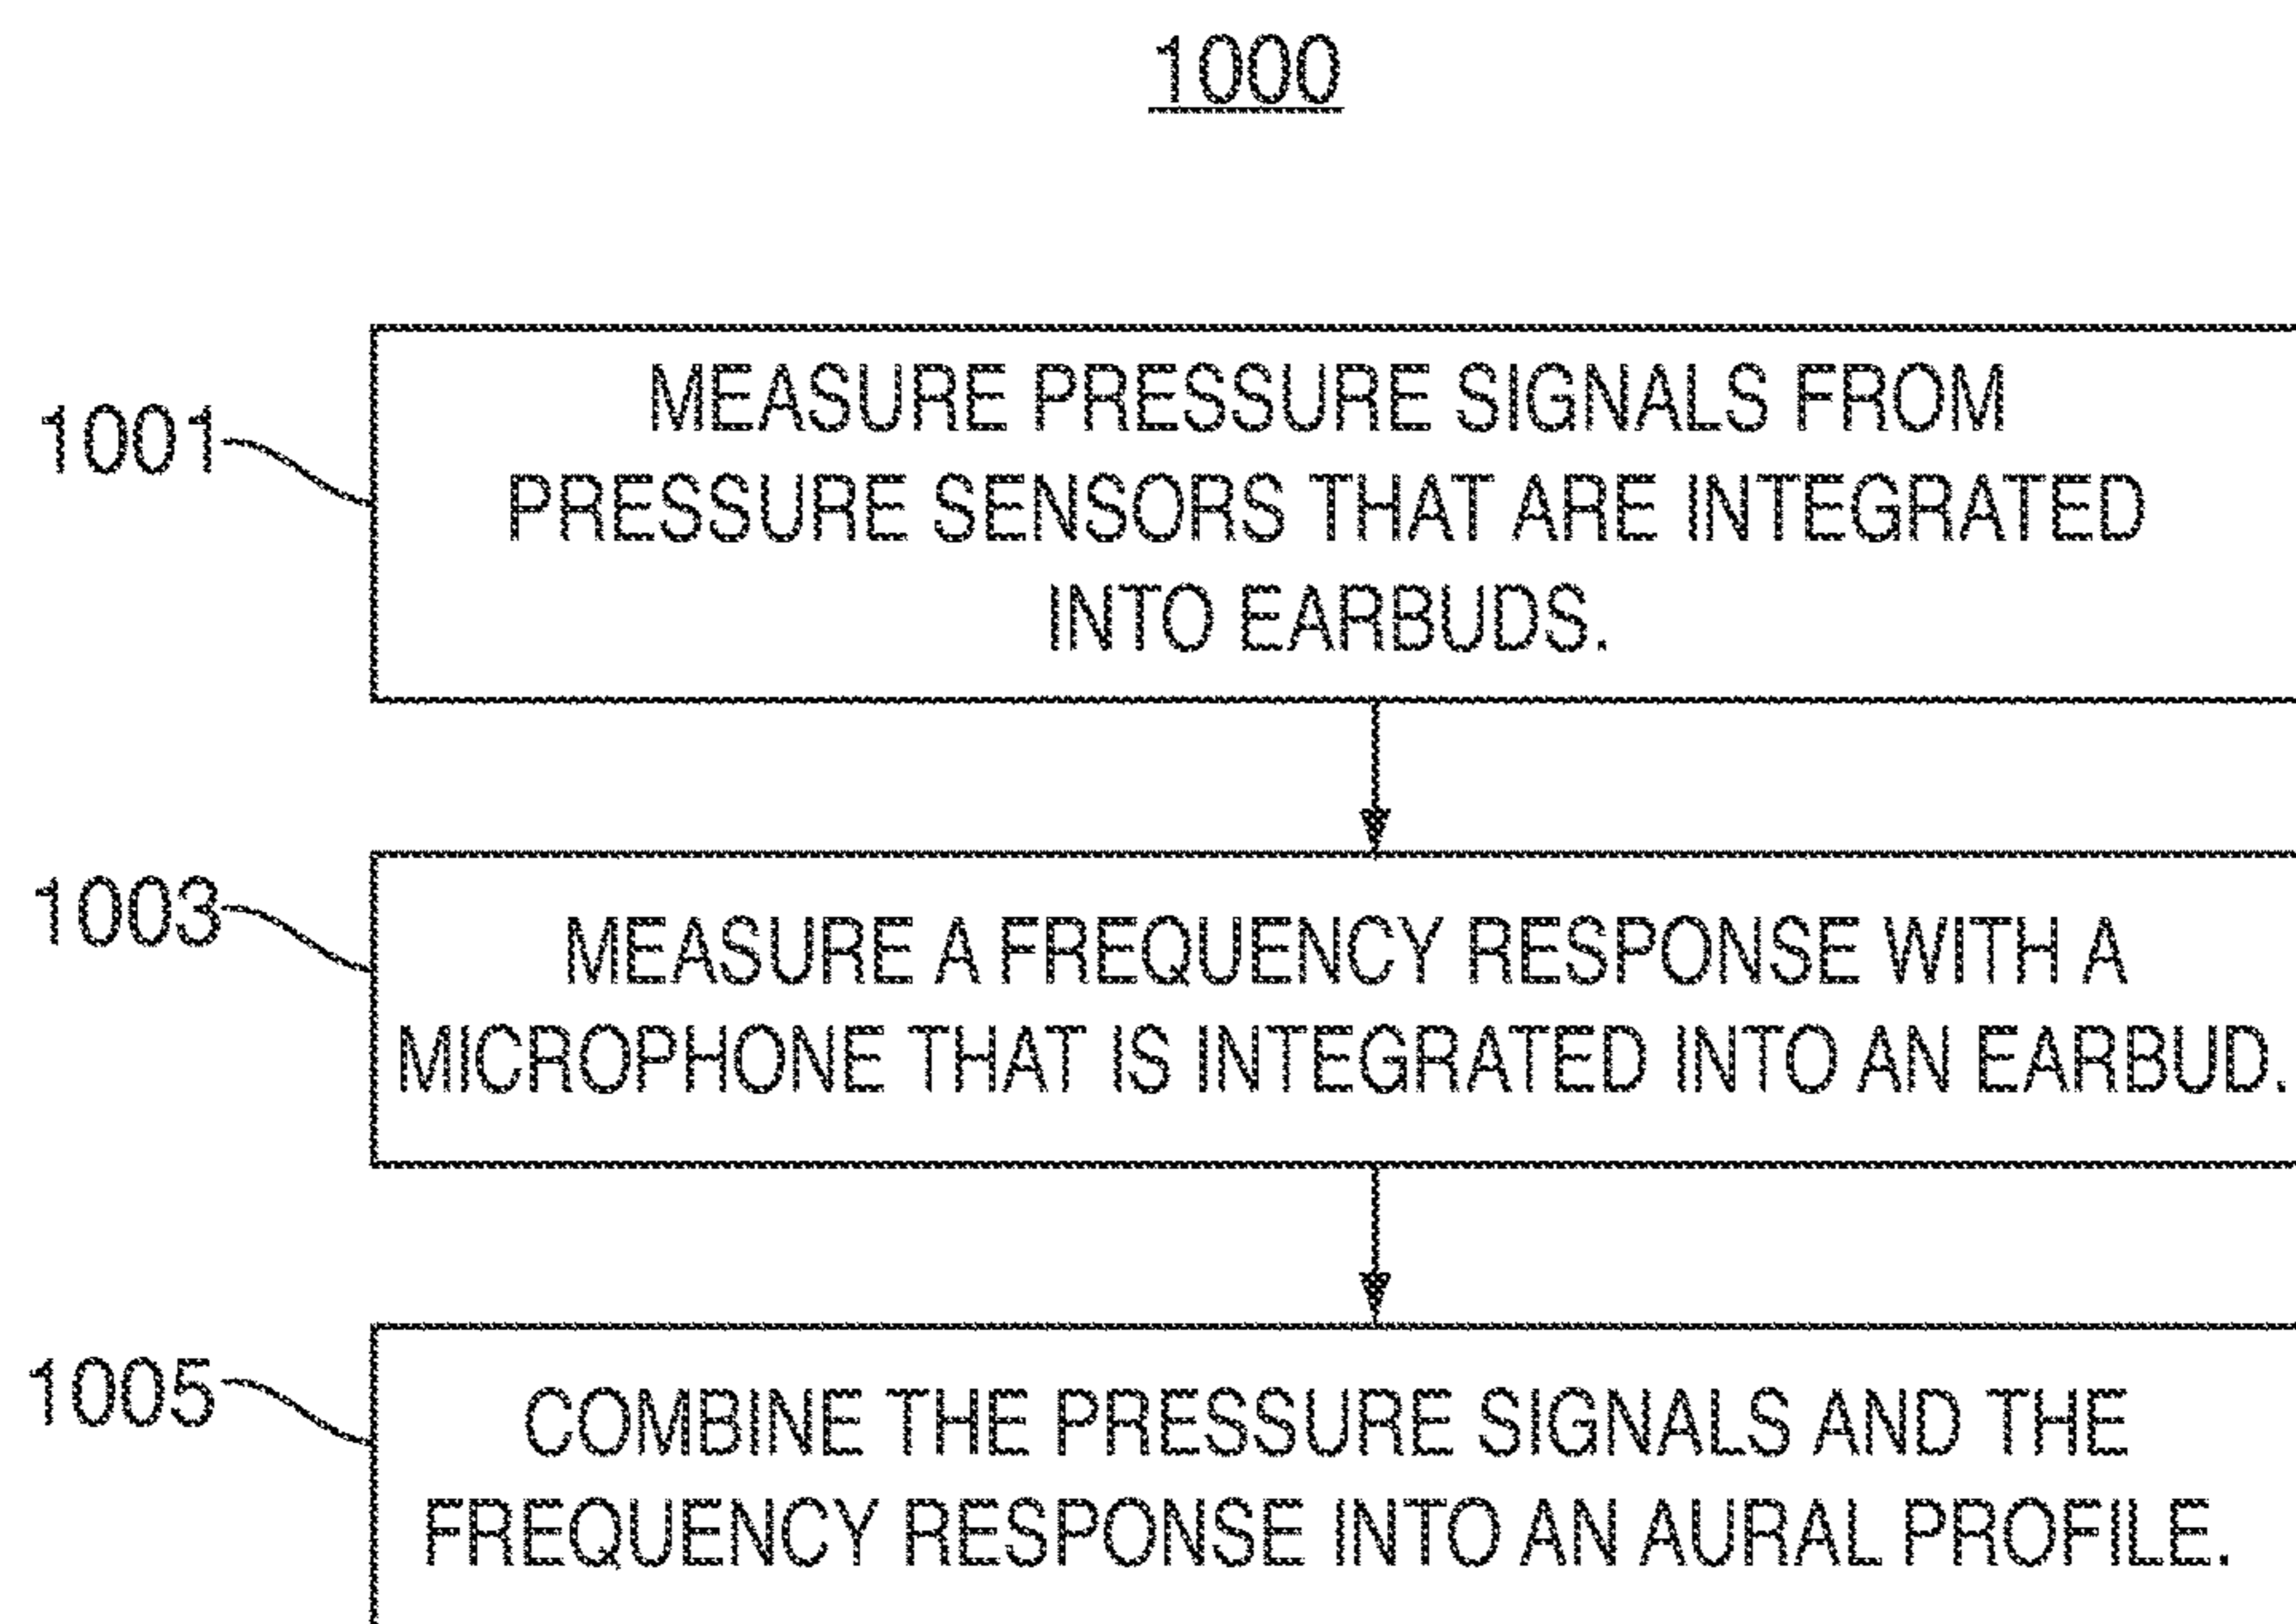 1000
1001
MEASURE PRESSURE SIGNALS FROM
PRESSURE SENSORS THAT ARE INTEGRATED
INTO EARBUDS.
1003
MEASURE A FREQUENCY RESPONSE WITH A
MICROPHONE THAT IS INTEGRATED INTO AN EARBUD.
1005
COMBINE THE PRESSURE SIGNALS AND THE
FREQUENCY RESPONSE INTO AN AURAL PROFILE.